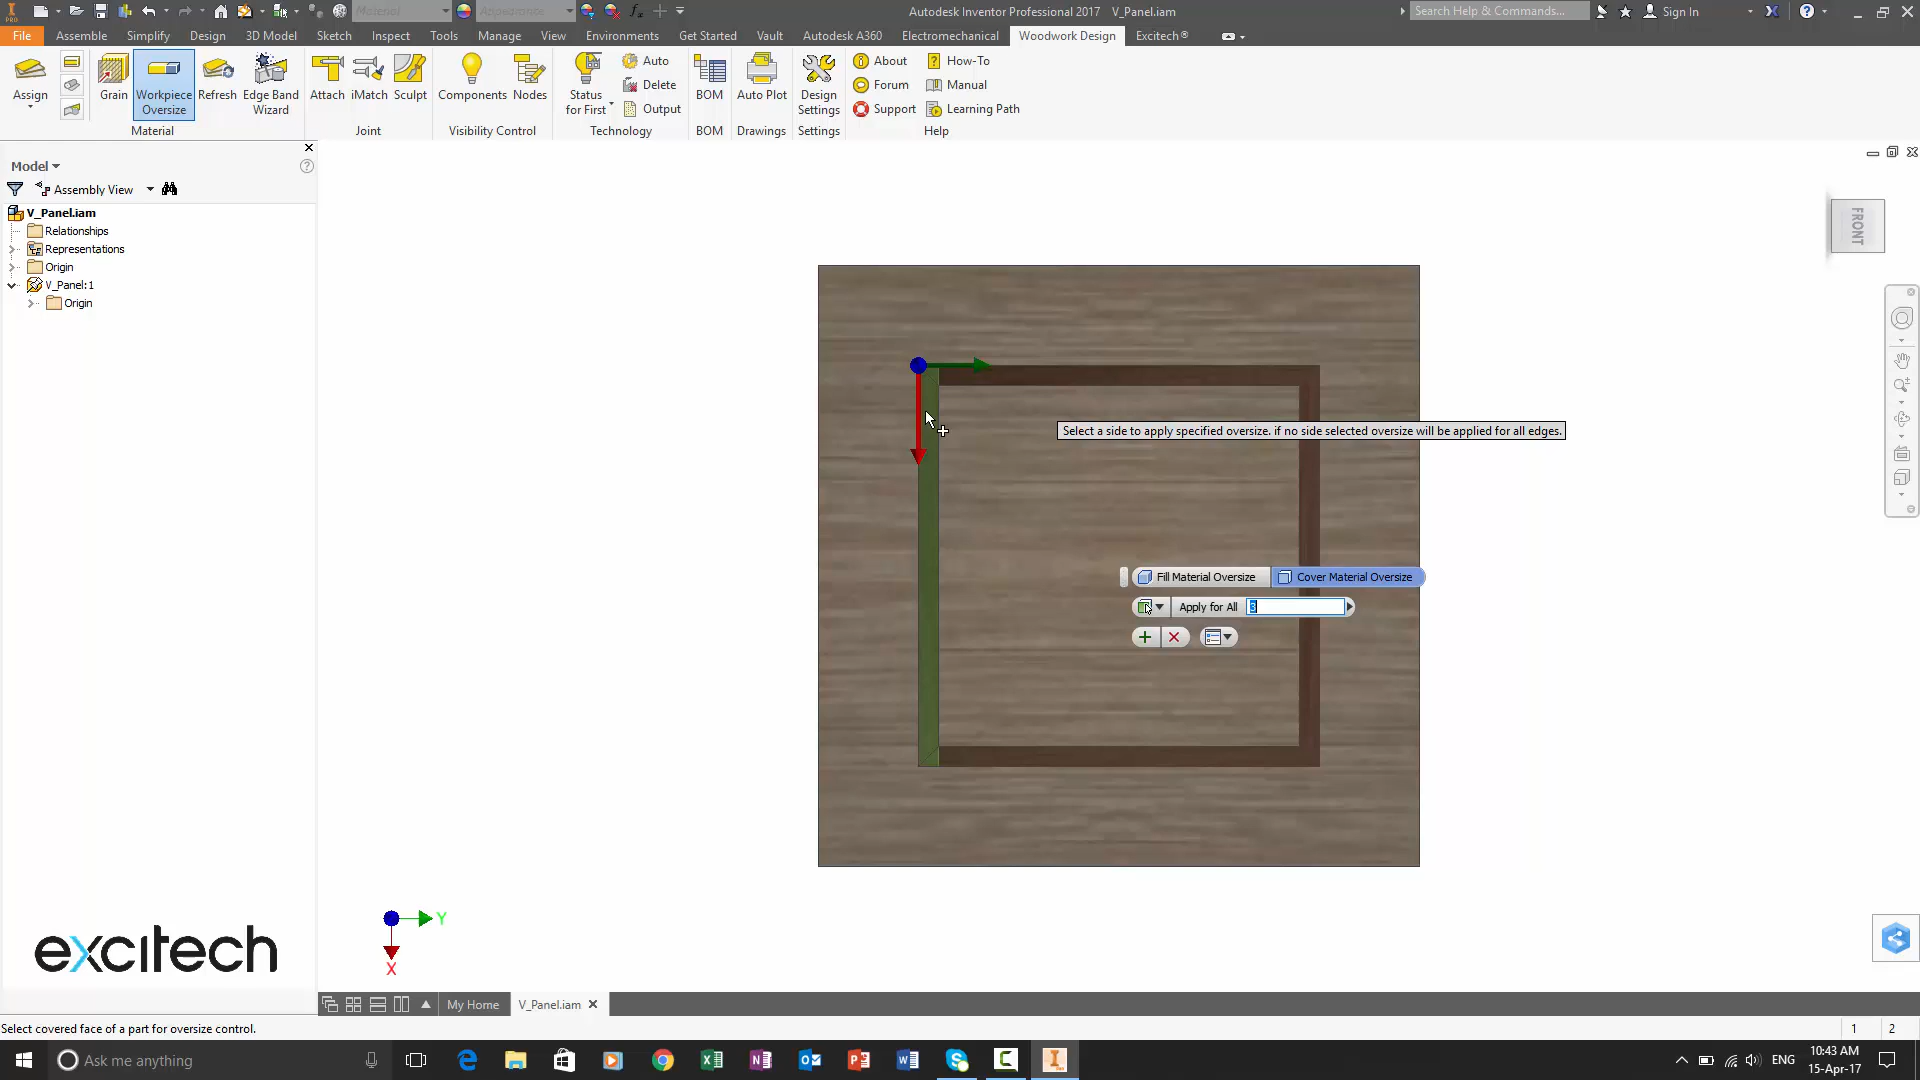 Material
Appearance
Autodesk Inventor Professional 2017 V_Panel.iam
Search Help & Commands...
Sign In
File Assemble Simplify Design 3D Model Sketch Inspect Tools Manage View Environments Get Started Vault Autodesk A360 Electromechanical Woodwork Design Excitech®
Assign
Grain
Workpiece Oversize
Refresh
Edge Band Wizard
Material
Attach iMatch Sculpt
Joint
Components Nodes
Visibility Control
Status for First
Auto
Delete
Output
Technology
BOM
BOM
Auto Plot
Drawings
Design Settings
Settings
About
Forum
Support
How-To
Manual
Learning Path
Help
Model
Assembly View
V_Panel.iam
Relationships
Representations
Origin
V_Panel:1
Origin
FRONT
Select a side to apply specified oversize. if no side selected oversize will be applied for all edges.
Fill Material Oversize Cover Material Oversize
Apply for All 3
Y
X
excitech
My Home V_Panel.iam
Select covered face of a part for oversize control.
1 2
Ask me anything
ENG
10:43 AM
15-Apr-17